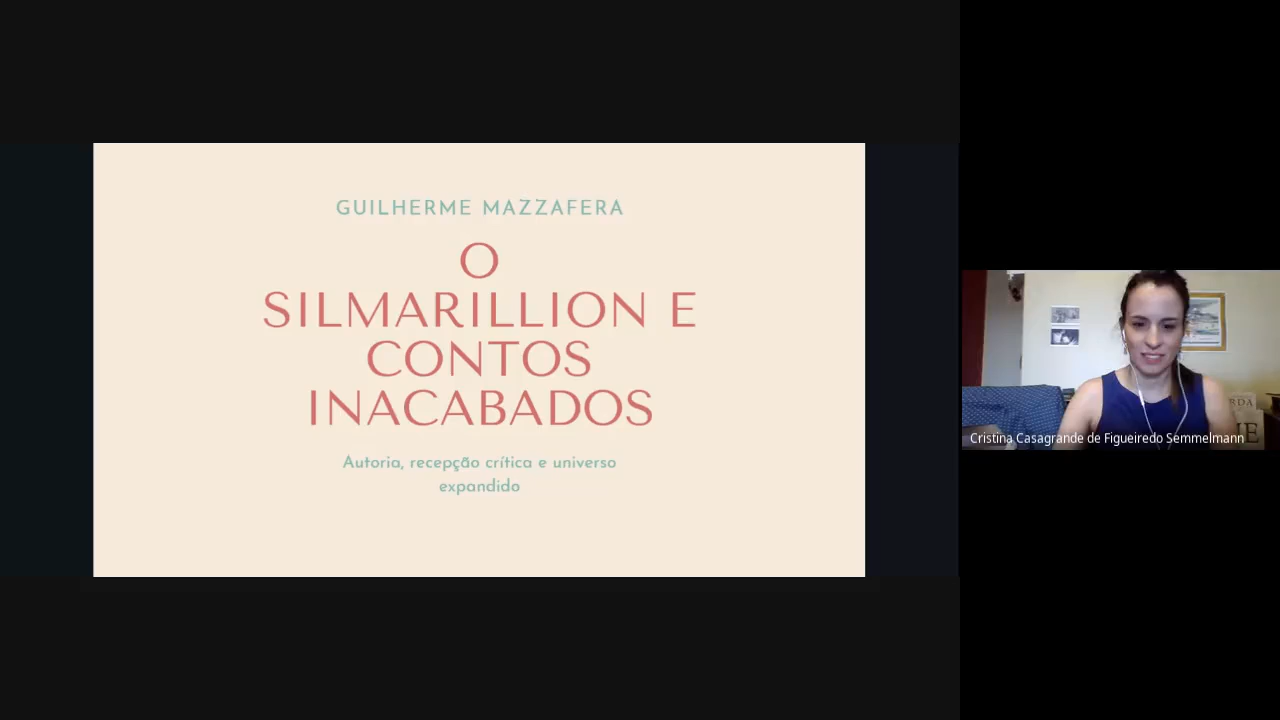 GUILHERME MAZZAFERA
O
SILMARILLION E
CONTOS
INACABADOS
Autoria, recepção crítica e universo
expandido
Cristina Casagrande de Figueiredo Semmelmann